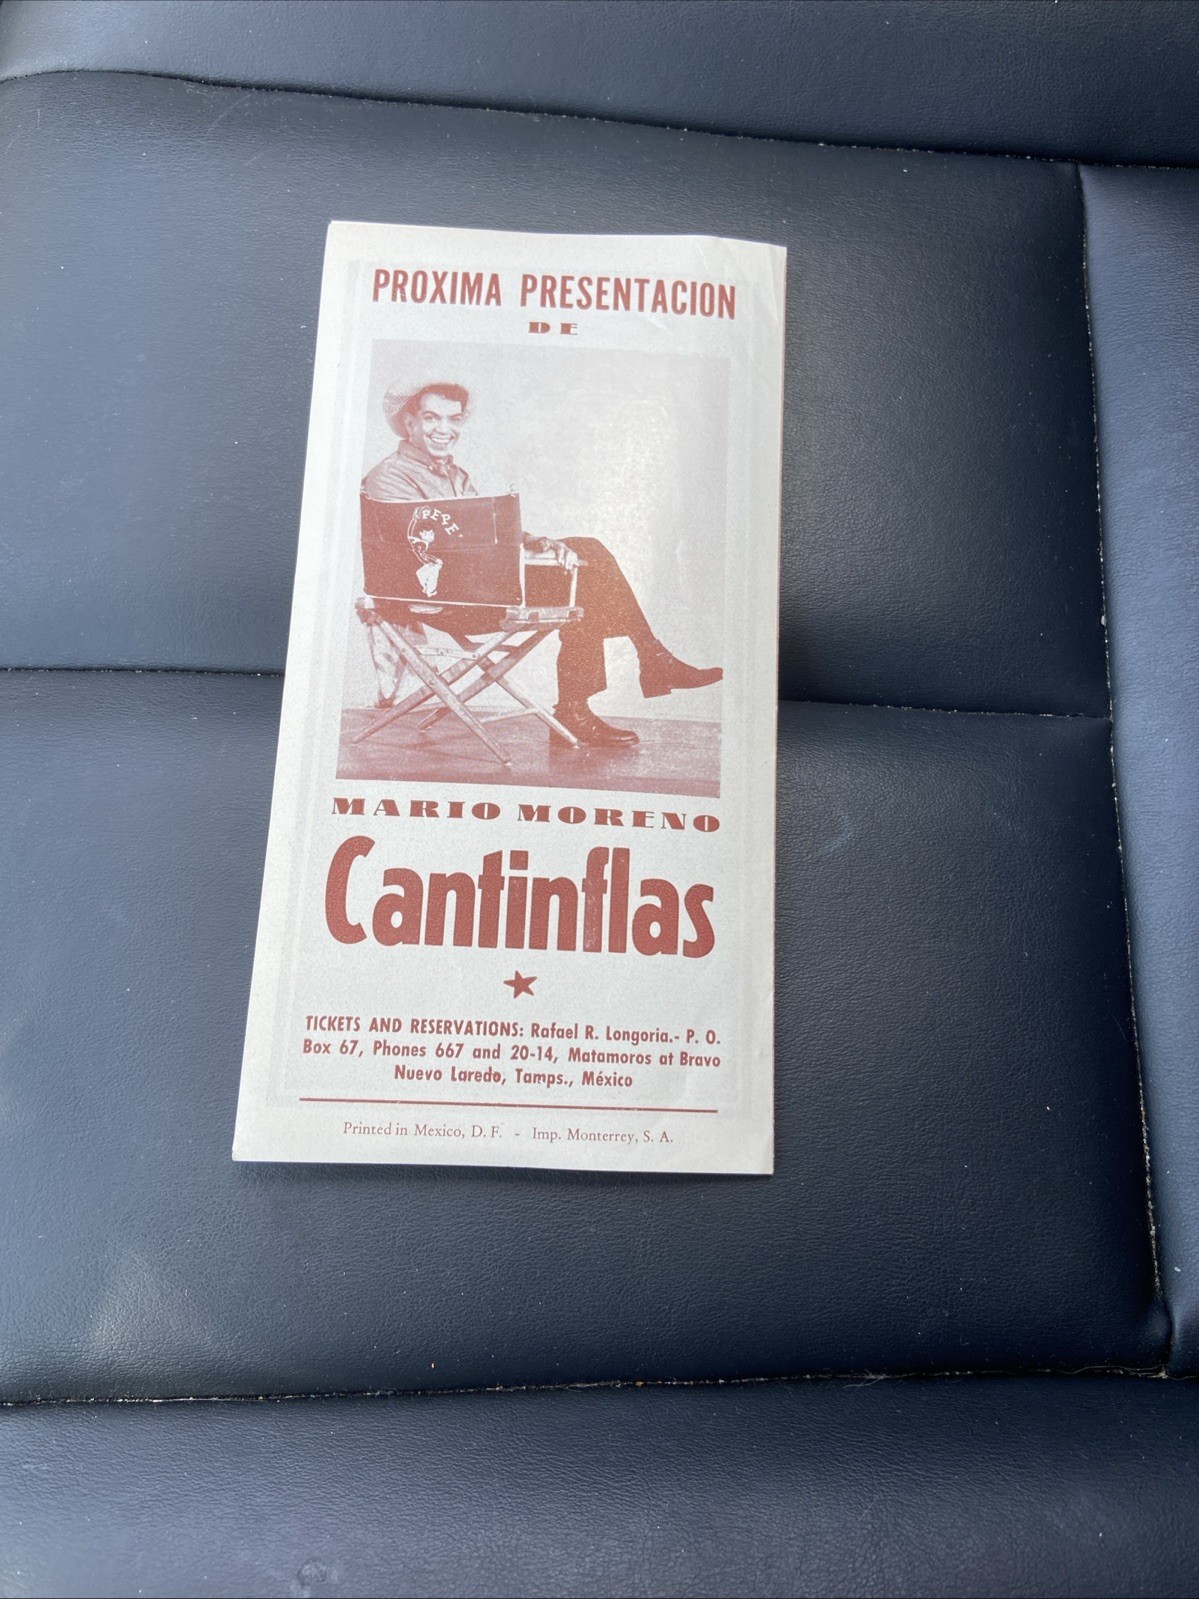 PROXIMA PRESENTACION
DE
PEPE
MARIO MORENO
Cantinflas
TICKETS AND RESERVATIONS: Rafael R. Longoria.- P. O.
Box 67, Phones 667 and 20-14, Matamoros at Bravo
Nuevo Laredo, Tamps., México
Printed in Mexico, D. F. - Imp. Monterrey, S. A.